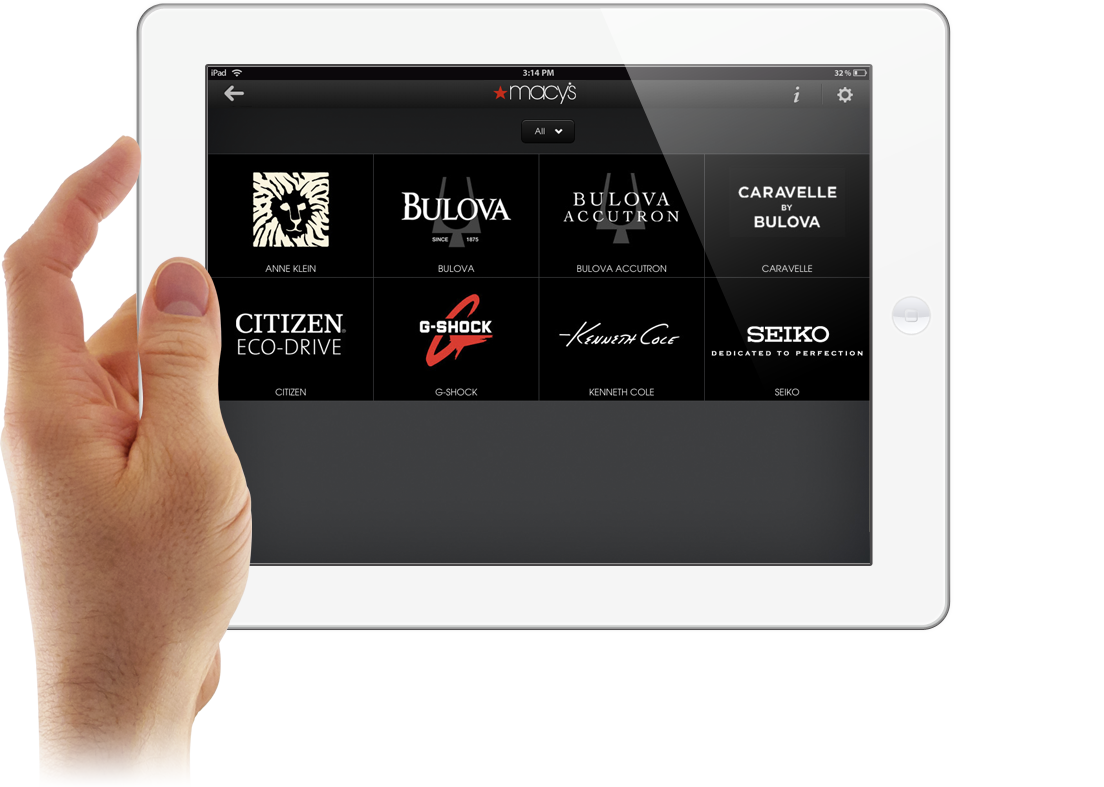 iPad 3:14 PM 32%
★macy's i
All
ANNE KLEIN
BULOVA
SINCE 1875
BULOVA
BULOVA
ACCUTRON
BULOVA ACCUTRON
CARAVELLE
BY
BULOVA
CARAVELLE
CITIZEN®
ECO-DRIVE
CITIZEN
G-SHOCK
G-SHOCK
Kenneth Cole
KENNETH COLE
SEIKO
DEDICATED TO PERFECTION
SEIKO